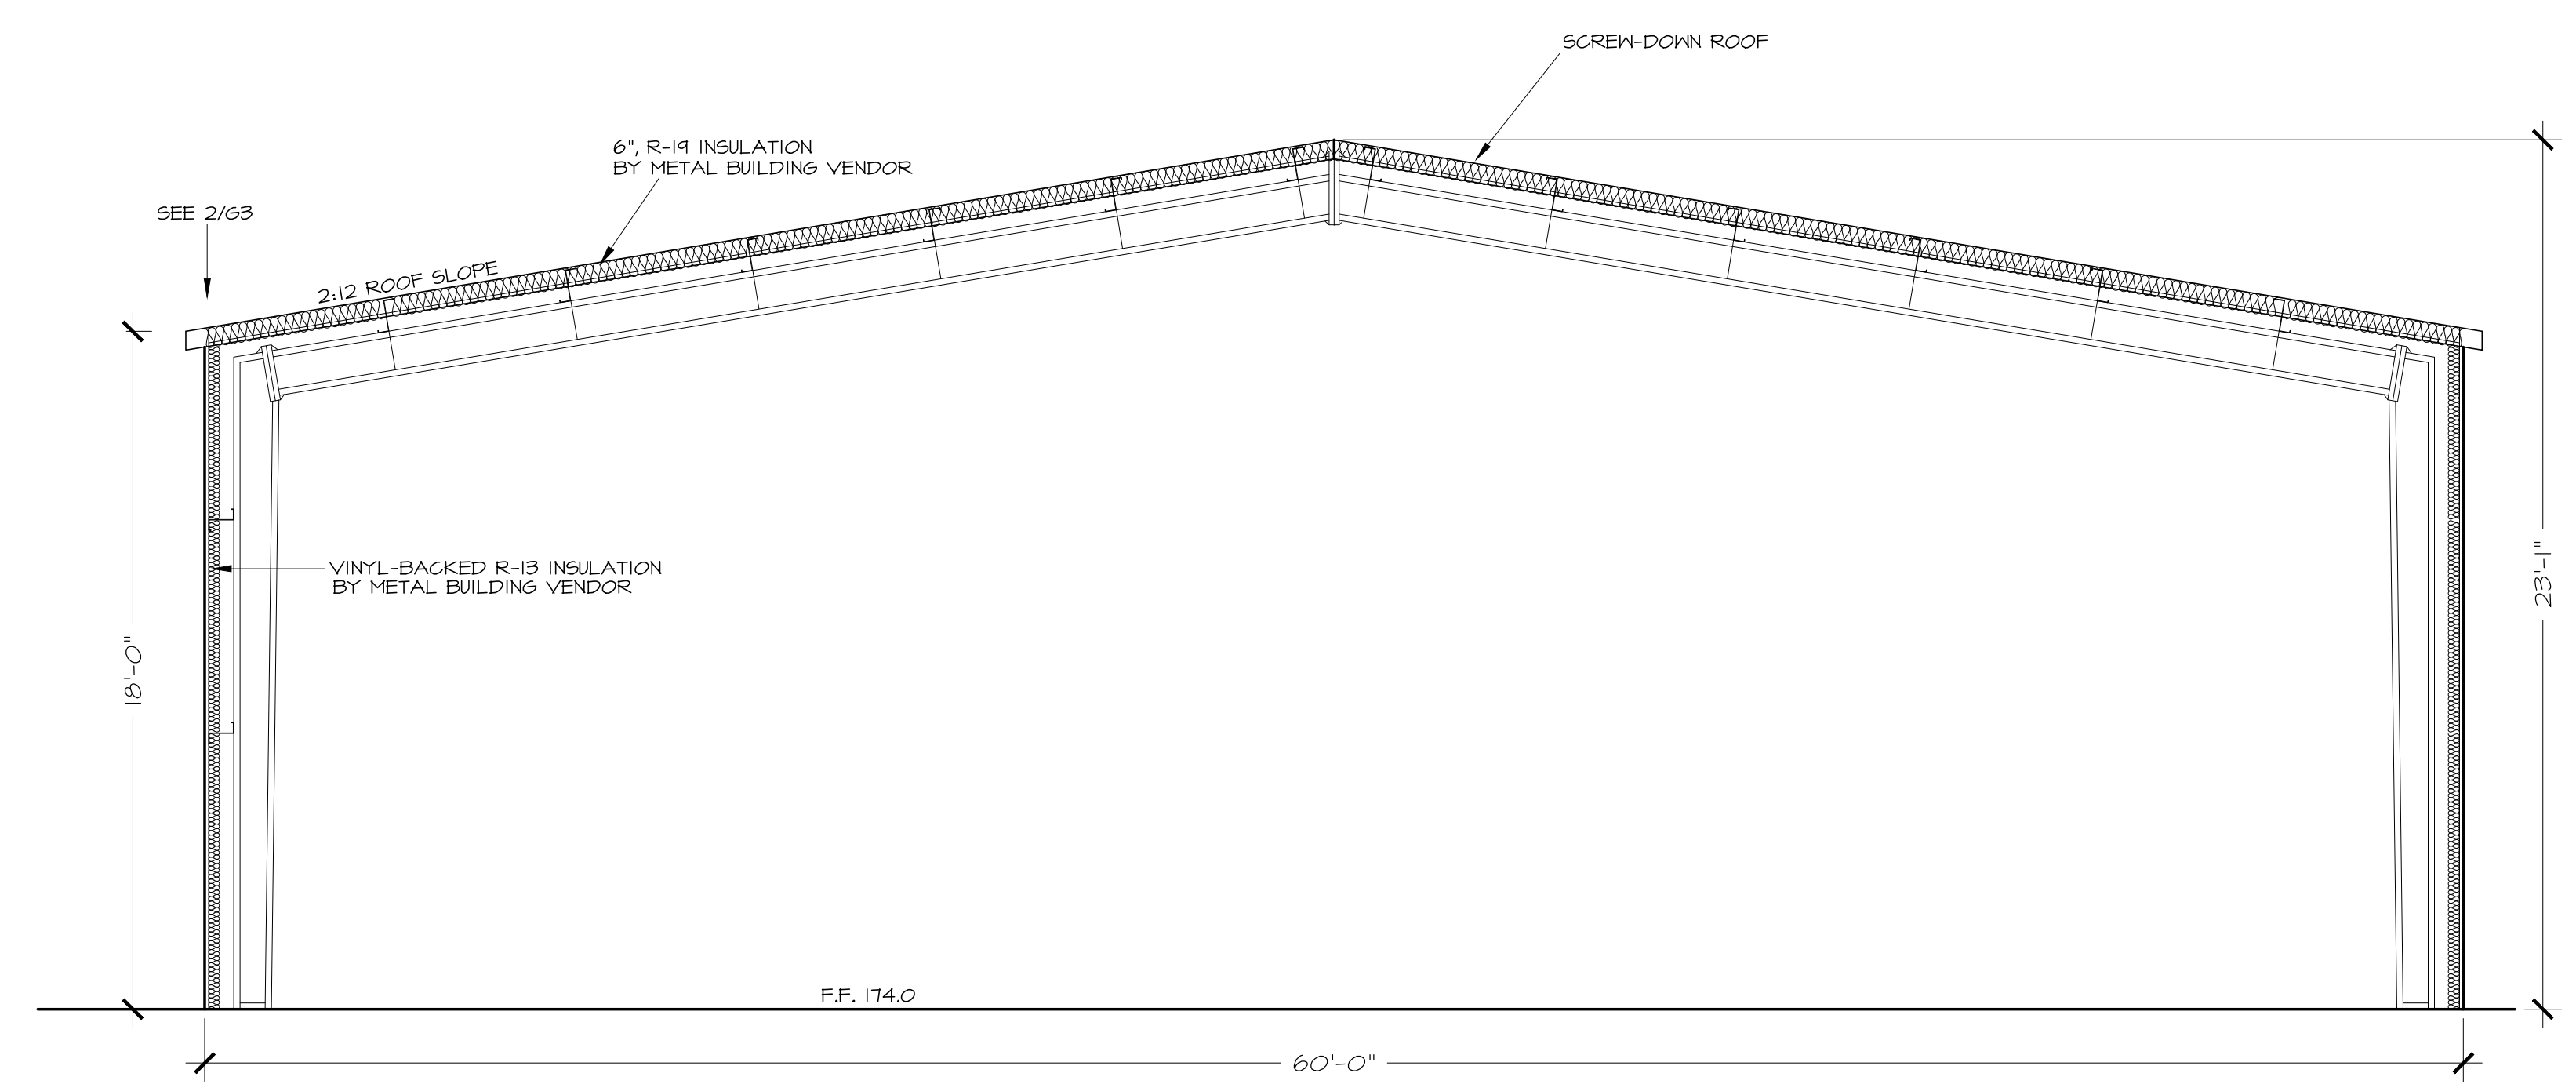 SCREW-DOWN ROOF
6", R-19 INSULATION
BY METAL BUILDING VENDOR
SEE 2/G3
2:12 ROOF SLOPE
VINYL-BACKED R-13 INSULATION
BY METAL BUILDING VENDOR
18'-0"
23'-1"
F.F. 174.0
60'-0"